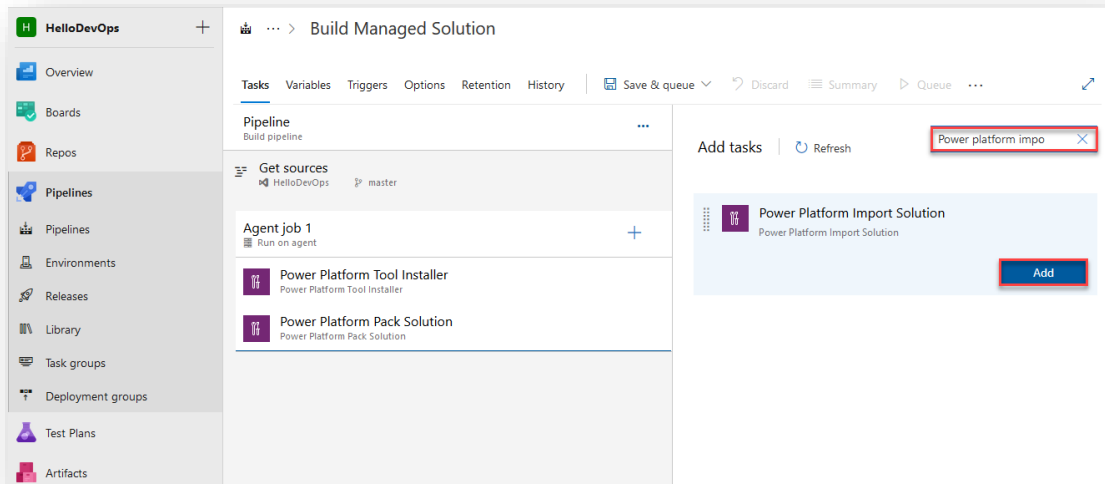 H HelloDevOps
Overview
Boards
Repos
Pipelines
Pipelines
Environments
Releases
Library
Task groups
Deployment groups
Test Plans
Artifacts
··· > Build Managed Solution
Tasks Variables Triggers Options Retention History Save & queue Discard Summary Queue ···
Pipeline
Build pipeline
Get sources
HelloDevOps master
Agent job 1
Run on agent
Power Platform Tool Installer
Power Platform Tool Installer
Power Platform Pack Solution
Power Platform Pack Solution
Add tasks Refresh Power platform impo
Power Platform Import Solution
Power Platform Import Solution
Add